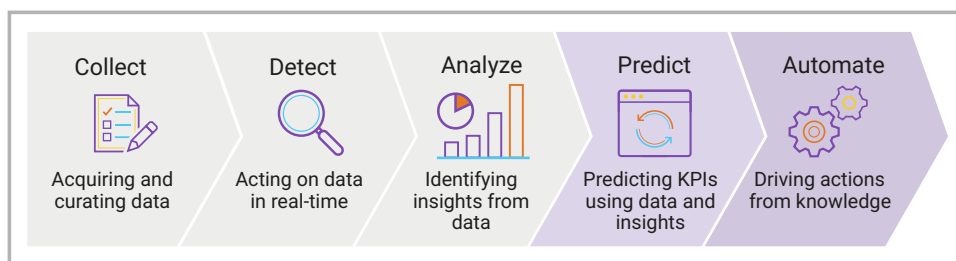 Collect
Acquiring and
curating data
Detect
Acting on data
in real-time
Analyze
Identifying
insights from
data
Predict
Predicting KPIs
using data and
insights
Automate
Driving actions
from knowledge